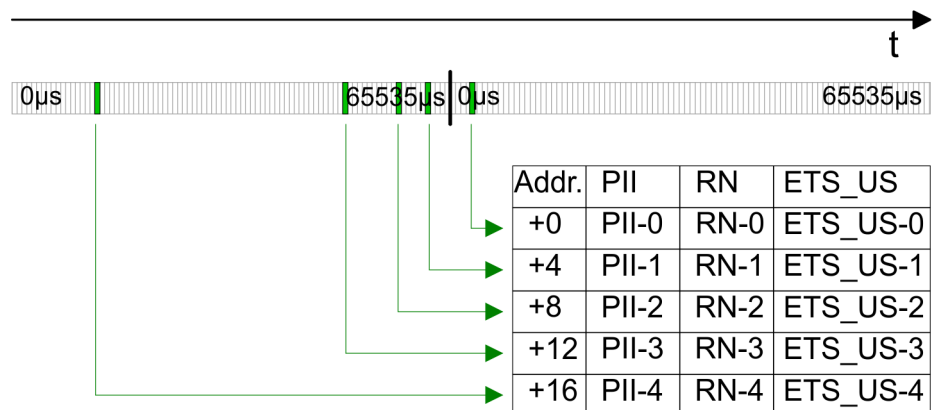 t
0µs 65535µs 0µs 65535µs
Addr. PII RN ETS_US
+0 PII-0 RN-0 ETS_US-0
+4 PII-1 RN-1 ETS_US-1
+8 PII-2 RN-2 ETS_US-2
+12 PII-3 RN-3 ETS_US-3
+16 PII-4 RN-4 ETS_US-4